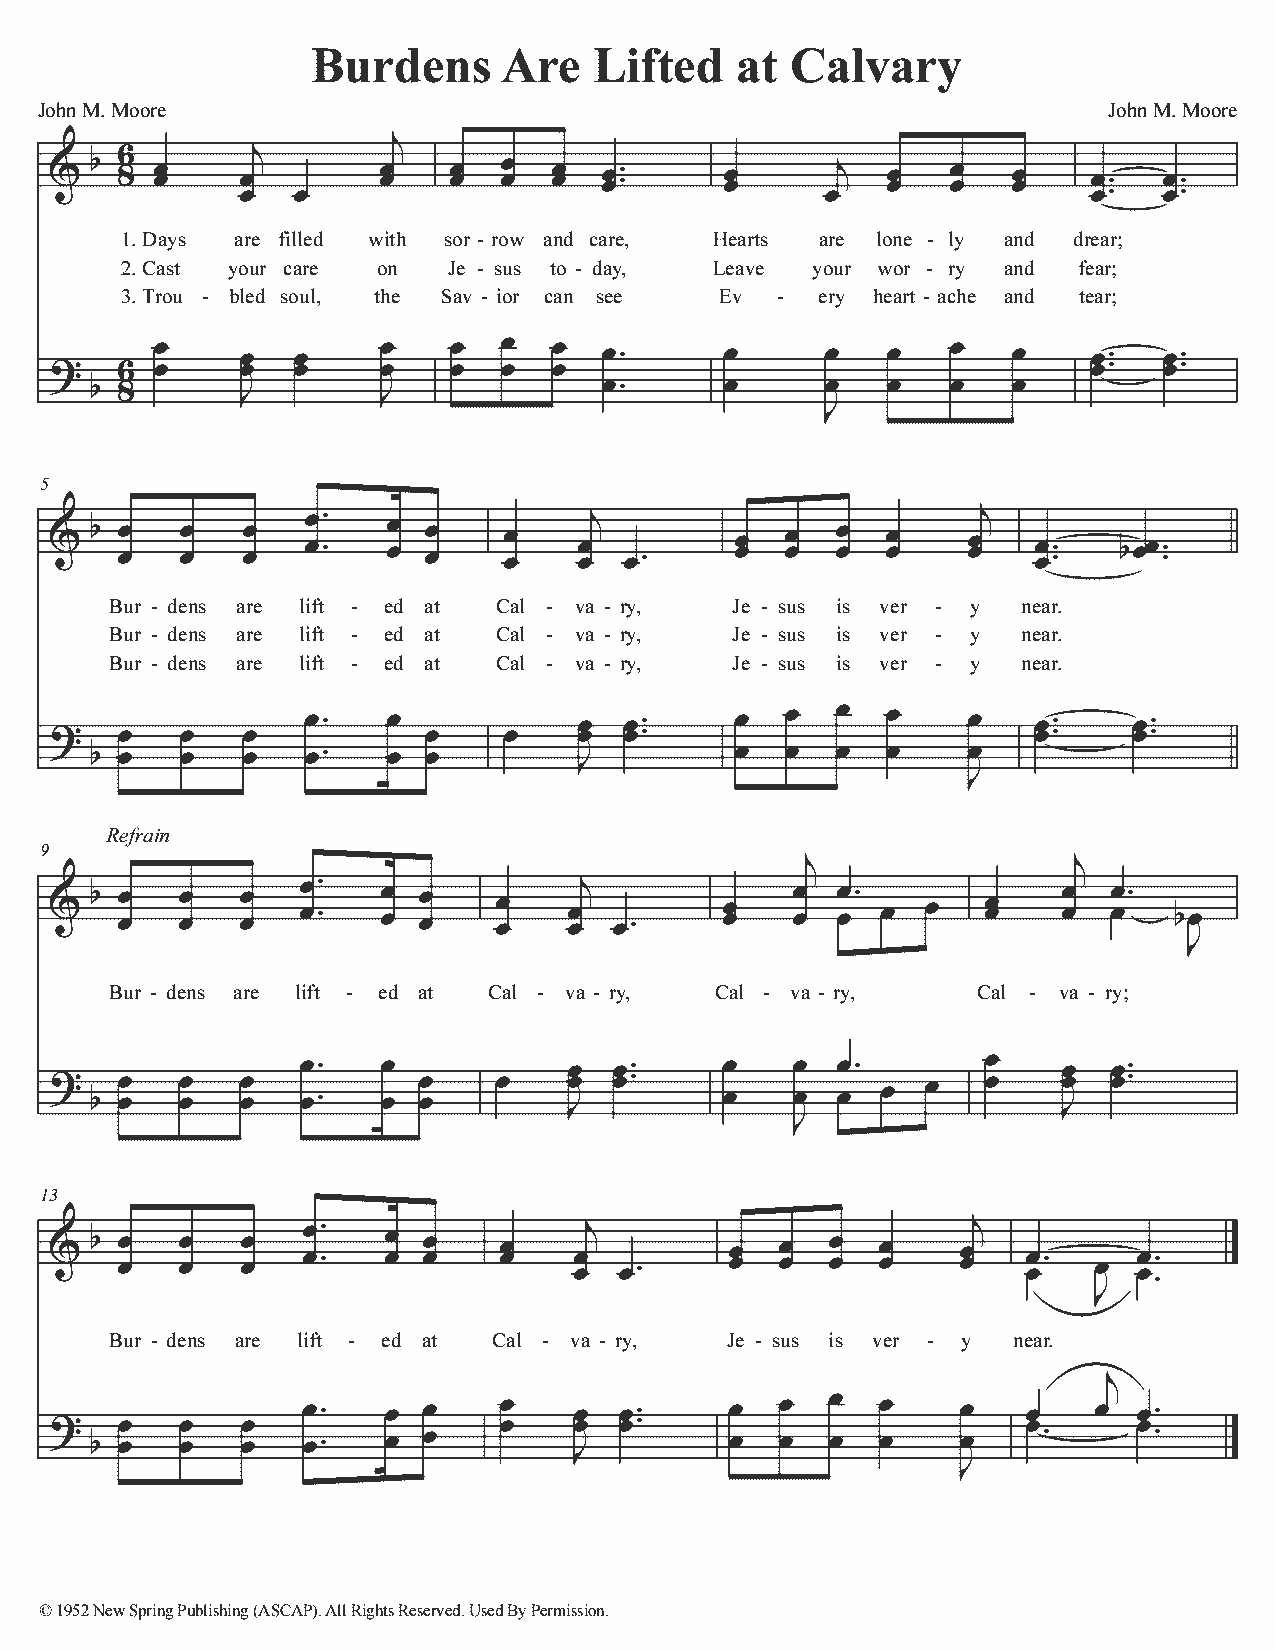 Burdens Are Lifted at Calvary
John M. Moore John M. Moore
1. Days are filled with sor - row and care, Hearts are lone - ly and drear;
2. Cast your care on Je - sus to - day, Leave your wor - ry and fear;
3. Trou - bled soul, the Sav - ior can see Ev - ery heart - ache and tear;
5
Bur - dens are lift - ed at Cal - va - ry, Je - sus is ver - y near.
Bur - dens are lift - ed at Cal - va - ry, Je - sus is ver - y near.
Bur - dens are lift - ed at Cal - va - ry, Je - sus is ver - y near.
Refrain
9
Bur - dens are lift - ed at Cal - va - ry, Cal - va - ry, Cal - va - ry;
13
Bur - dens are lift - ed at Cal - va - ry, Je - sus is ver - y near.
© 1952 New Spring Publishing (ASCAP). All Rights Reserved. Used By Permission.